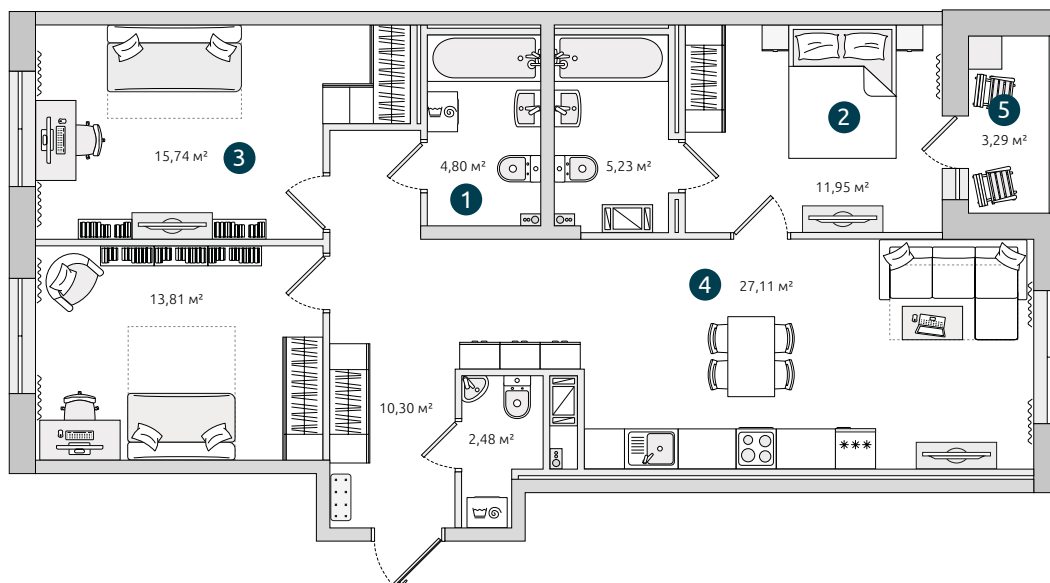 5
3,29 м²
2
11,95 м²
15,74 м²
3
4,80 м²
1
5,23 м²
13,81 м²
4
27,11 м²
10,30 м²
2,48 м²
***